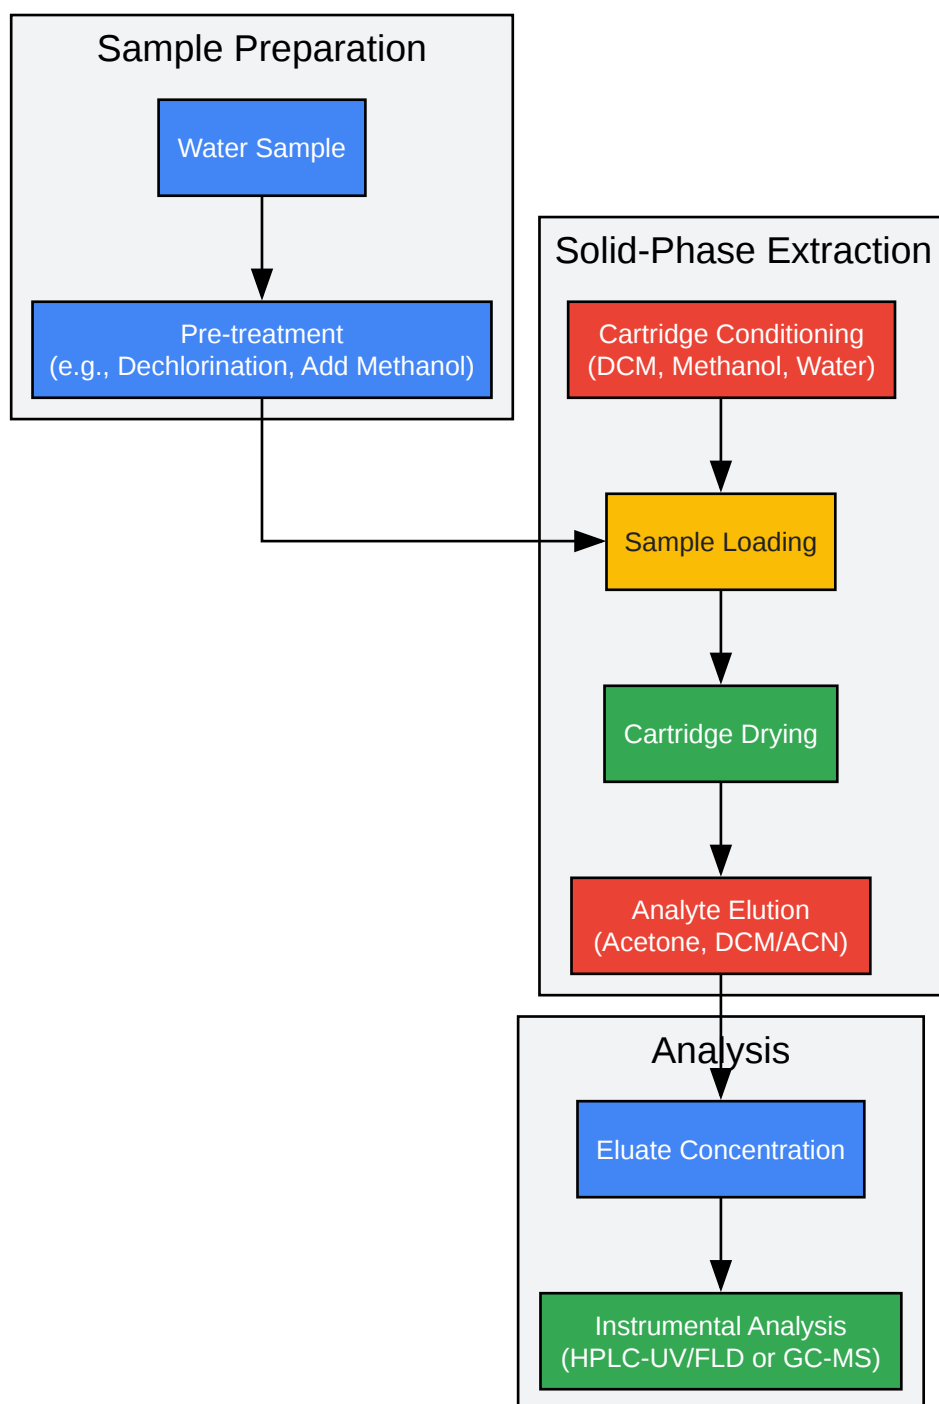 Sample Preparation
Water Sample
Pre-treatment
(e.g., Dechlorination, Add Methanol)
Solid-Phase Extraction
Cartridge Conditioning
(DCM, Methanol, Water)
Sample Loading
Cartridge Drying
Analyte Elution
(Acetone, DCM/ACN)
Analysis
Eluate Concentration
Instrumental Analysis
(HPLC-UV/FLD or GC-MS)